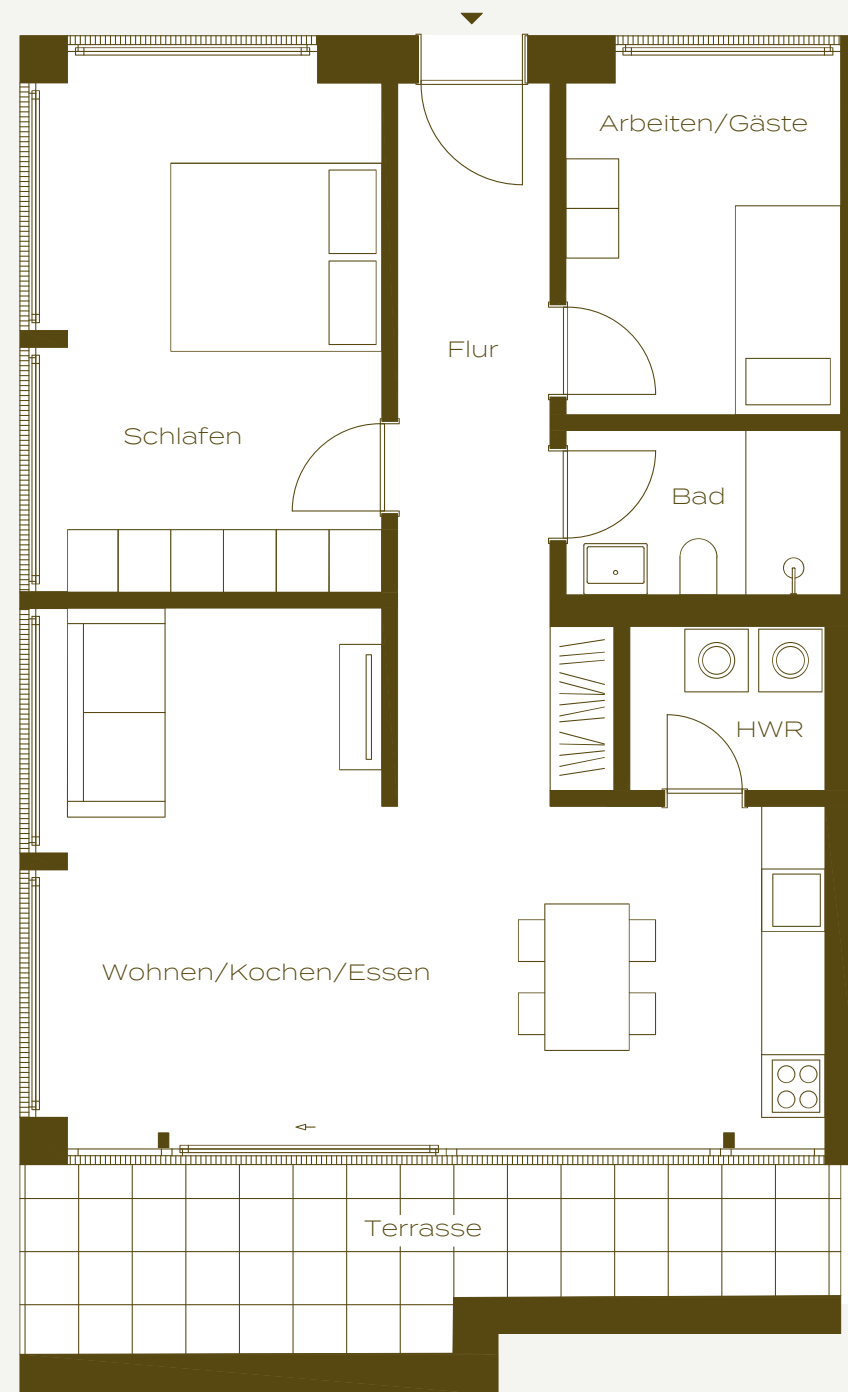 Arbeiten/Gäste
Flur
Schlafen
Bad
HWR
Wohnen/Kochen/Essen
Terrasse